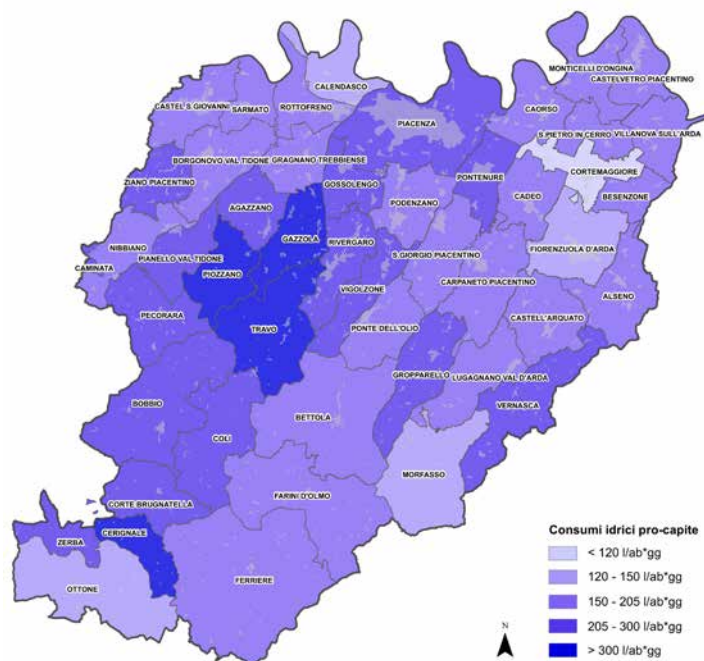 MONTICELLI D'ONGINA
CASTELVETRO PIACENTINO
CALENDASCO
CASTEL S.GIOVANNI
SARMATO
ROTTOFRENO
CAORSO
PIACENZA
S.PIETRO IN CERRO
VILLANOVA SULL'ARDA
BORGONOVO VAL TIDONE
GRAGNANO TREBBIENSE
CORTEMAGGIORE
ZIANO PIACENTINO
GOSSOLENGO
PONTENURE
BESENZONE
AGAZZANO
PODENZANO
CADEO
GAZZOLA
RIVERGARO
NIBBIANO
FIORENZUOLA D'ARDA
PIANELLO VAL TIDONE
S.GIORGIO PIACENTINO
CAMINATA
PIOZZANO
VIGOLZONE
CARPANETO PIACENTINO
ALSENO
PECORARA
CASTELL'ARQUATO
TRAVO
PONTE DELL'OLIO
GROPPARELLO
LUGAGNANO VAL D'ARDA
BOBBIO
VERNASCA
BETTOLA
COLI
MORFASSO
FARINI D'OLMO
CORTE BRUGNATELLA
CERIGNALE
ZERBA
FERRIERE
OTTONE
Consumi idrici pro-capite
< 120 l/ab*gg
120 - 150 l/ab*gg
150 - 205 l/ab*gg
205 - 300 l/ab*gg
> 300 l/ab*gg
N